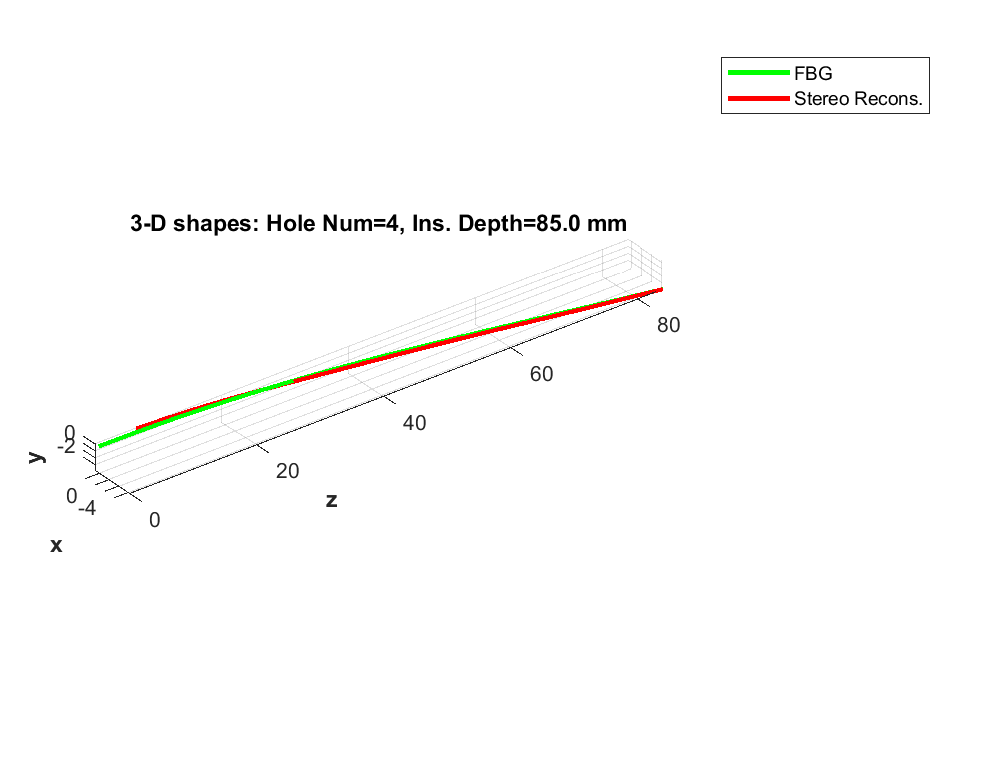 FBG
Stereo Recons.
3-D shapes: Hole Num=4, Ins. Depth=85.0 mm
80
60
40
20
0
z
0
-2
y
0
-4
x